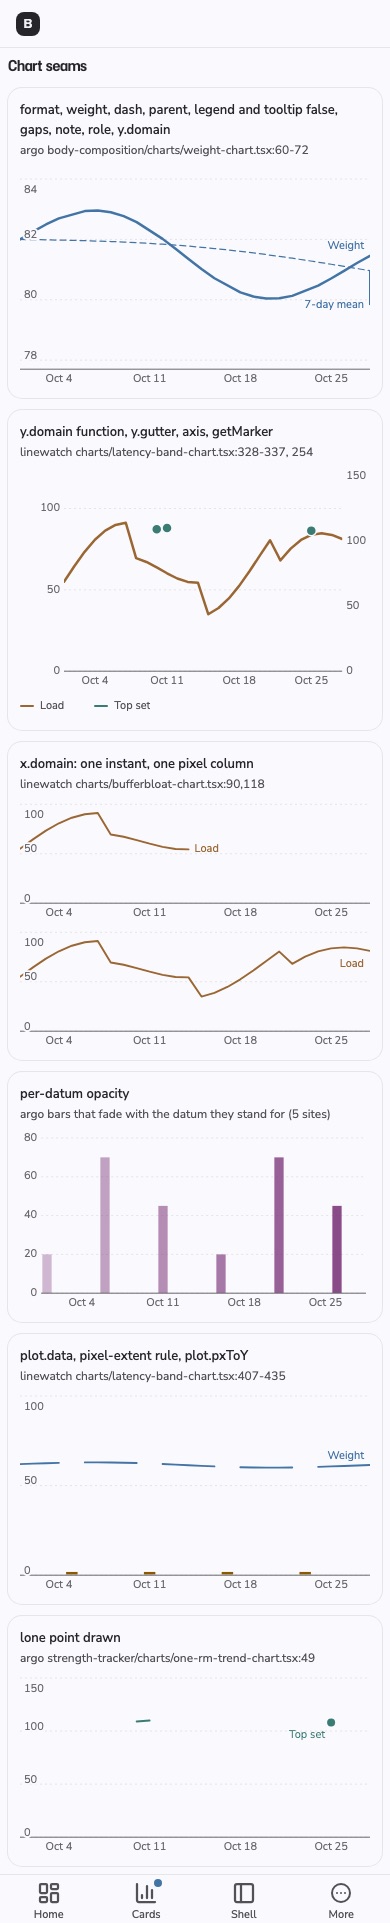 B
Chart seams
format, weight, dash, parent, legend and tooltip false,
gaps, note, role, y.domain
argo body-composition/charts/weight-chart.tsx:60-72
84
82
Weight
80
7-day mean
78
Oct 4 Oct 11 Oct 18 Oct 25
y.domain function, y.gutter, axis, getMarker
linewatch charts/latency-band-chart.tsx:328-337, 254
150
100
100
50
50
0 0
Oct 4 Oct 11 Oct 18 Oct 25
Load Top set
x.domain: one instant, one pixel column
linewatch charts/bufferbloat-chart.tsx:90,118
100
50 Load
0
Oct 4 Oct 11 Oct 18 Oct 25
100
Load
50
0
Oct 4 Oct 11 Oct 18 Oct 25
per-datum opacity
argo bars that fade with the datum they stand for (5 sites)
80
60
40
20
0
Oct 4 Oct 11 Oct 18 Oct 25
plot.data, pixel-extent rule, plot.pxToY
linewatch charts/latency-band-chart.tsx:407-435
100
Weight
50
0
Oct 4 Oct 11 Oct 18 Oct 25
lone point drawn
argo strength-tracker/charts/one-rm-trend-chart.tsx:49
150
100
Top set
50
0
Oct 4 Oct 11 Oct 18 Oct 25
Home Cards Shell More